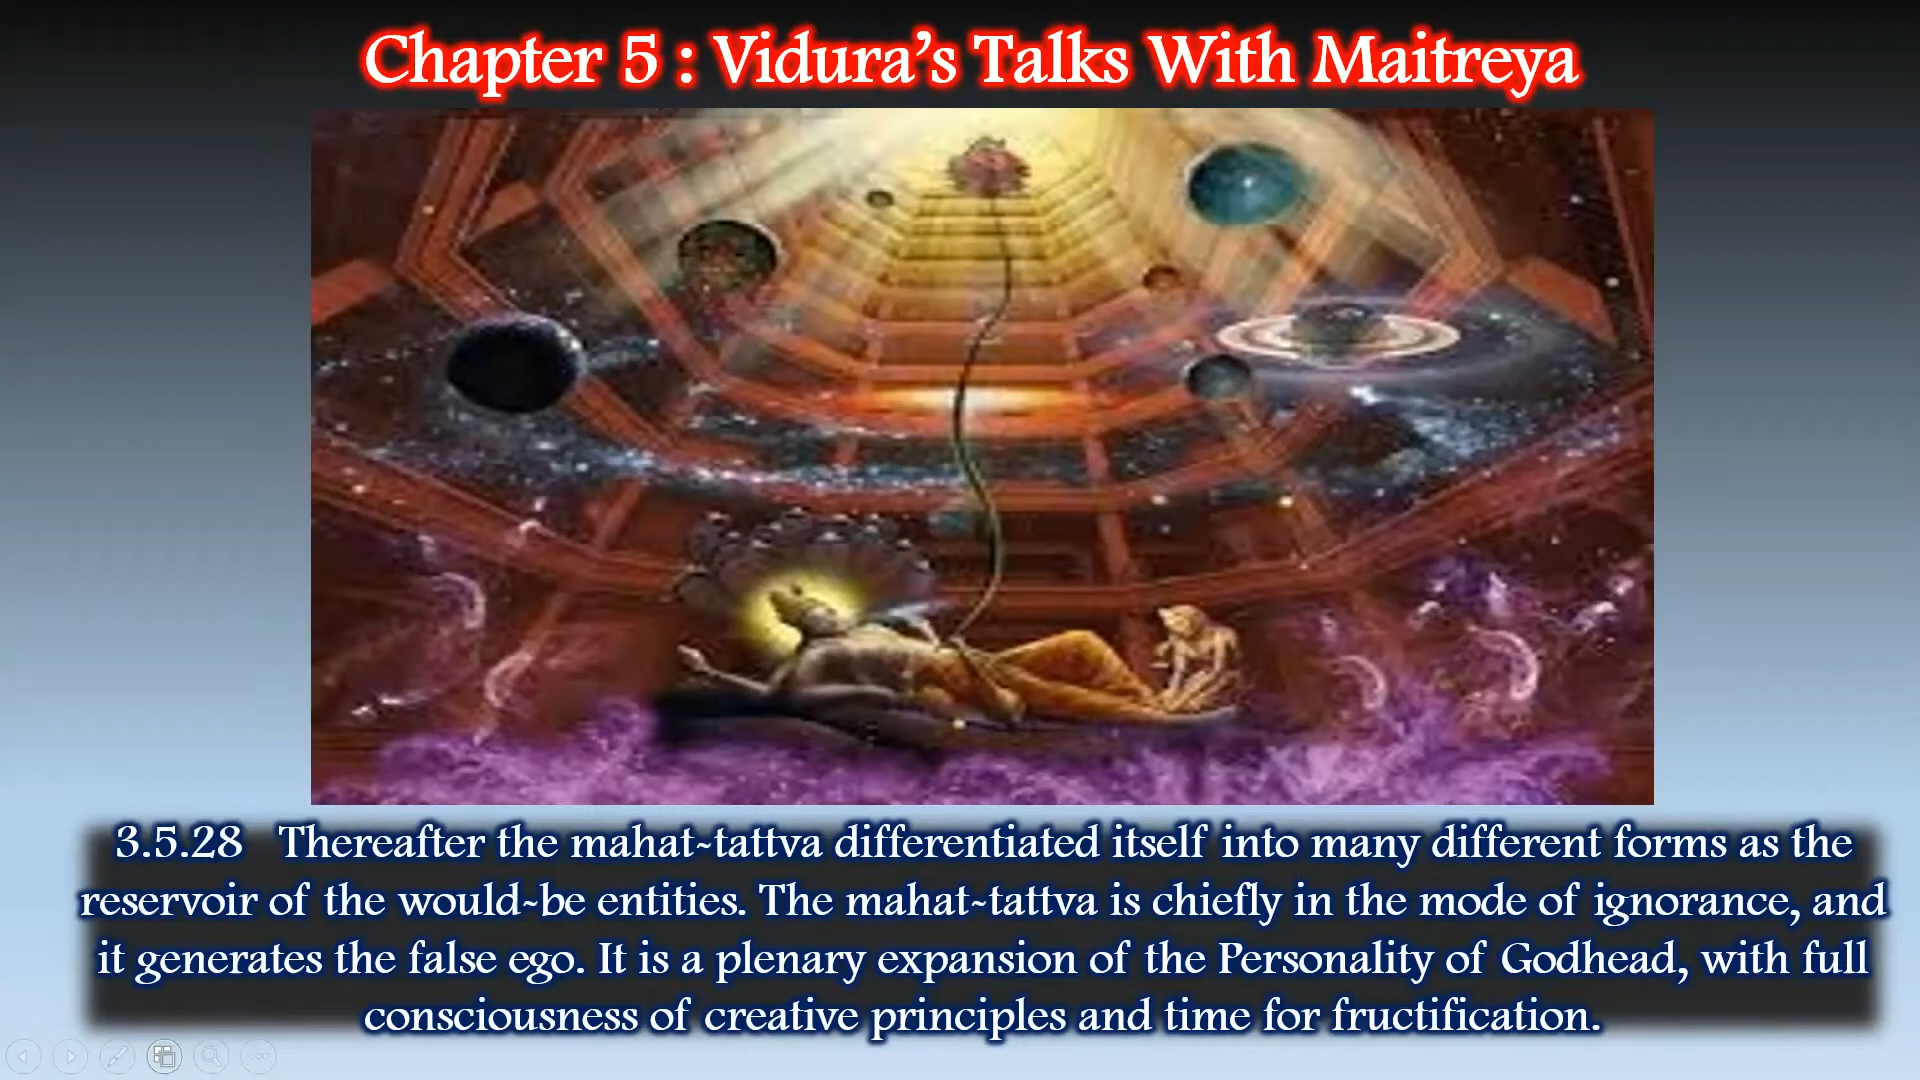 Chapter 5 : Vidura's Talks With Maitreya
3.5.28 Thereafter the mahat-tattva differentiated itself into many different forms as the
reservoir of the would-be entities. The mahat-tattva is chiefly in the mode of ignorance, and
it generates the false ego. It is a plenary expansion of the Personality of Godhead, with full
consciousness of creative principles and time for fructification.